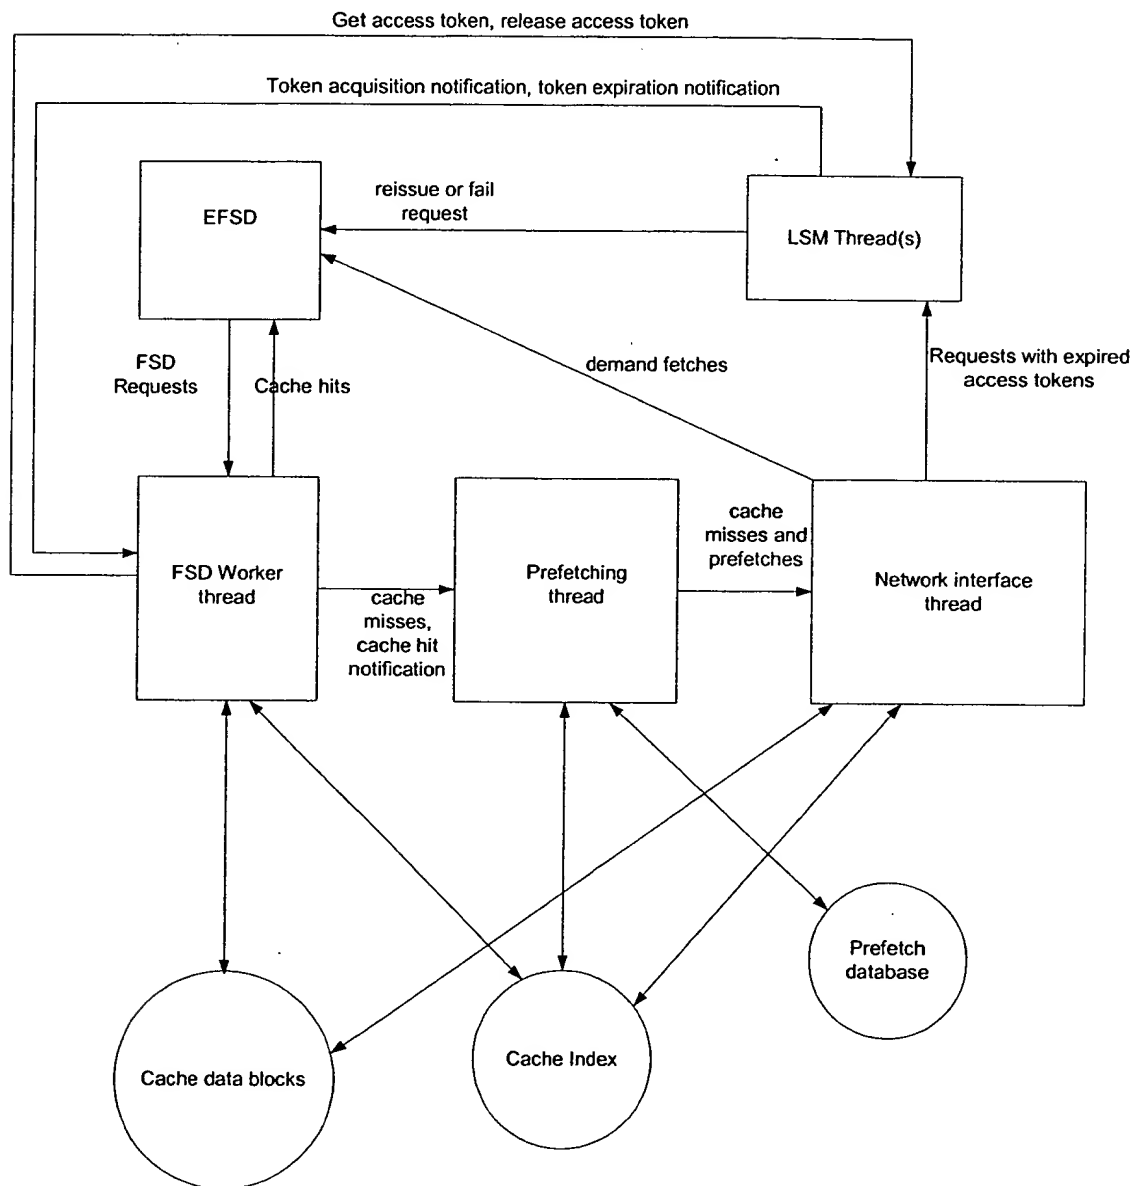 Get access token, release access token
Token acquisition notification, token expiration notification
EFSD
reissue or fail
request
LSM Thread(s)
FSD
Requests
Cache hits
demand fetches
Requests with expired
access tokens
FSD Worker
thread
cache
misses,
cache hit
notification
Prefetching
thread
cache
misses and
prefetches
Network interface
thread
Prefetch
database
Cache data blocks
Cache Index